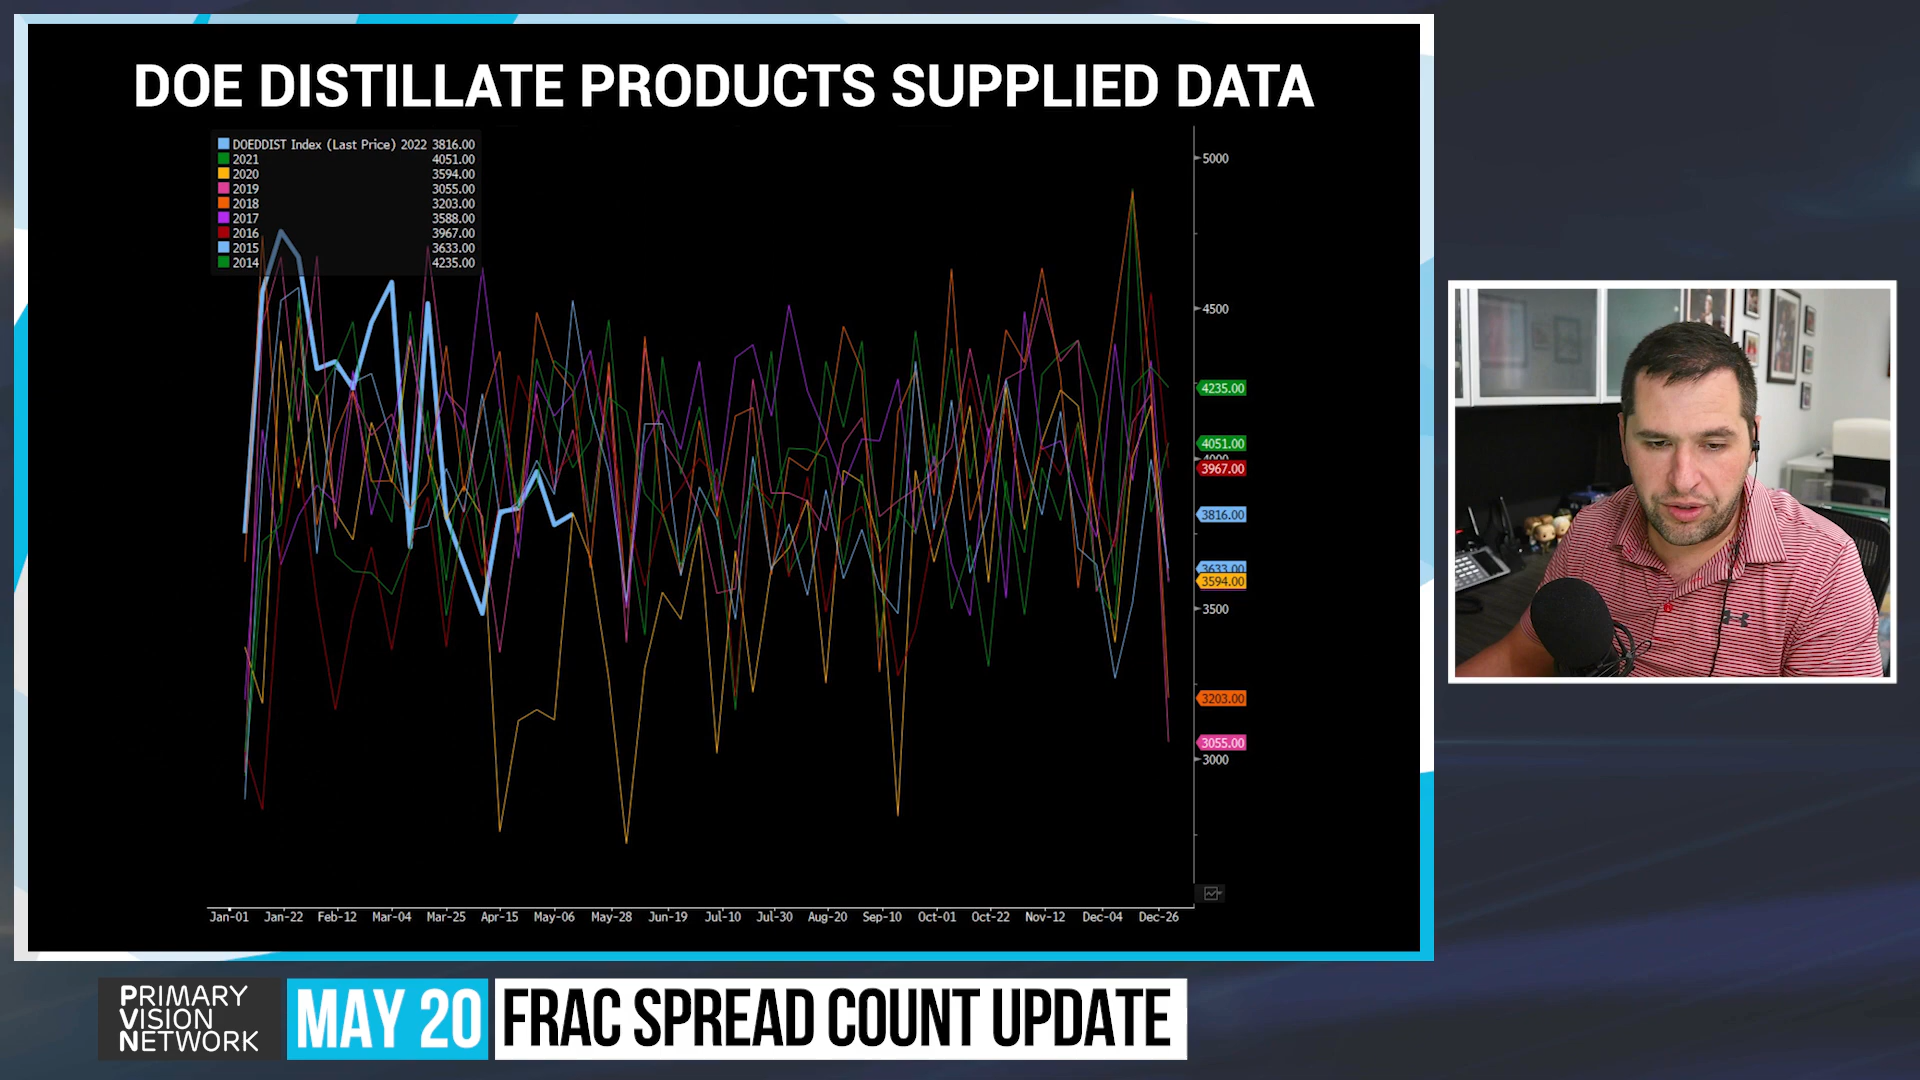 DOE DISTILLATE PRODUCTS SUPPLIED DATA
DOEDDIST Index (Last Price) 2022 3816.00
2021 4051.00
2020 3594.00
2019 3055.00
2018 3203.00
2017 3588.00
2016 3967.00
2015 3633.00
2014 4235.00
5000
4500
4235.00
4051.00
4000
3967.00
3816.00
3633.00
3594.00
3500
3203.00
3055.00
3000
Jan-01 Jan-22 Feb-12 Mar-04 Mar-25 Apr-15 May-06 May-28 Jun-19 Jul-10 Jul-30 Aug-20 Sep-10 Oct-01 Oct-22 Nov-12 Dec-04 Dec-26
PRIMARY
VISION
NETWORK
MAY 20
FRAC SPREAD COUNT UPDATE